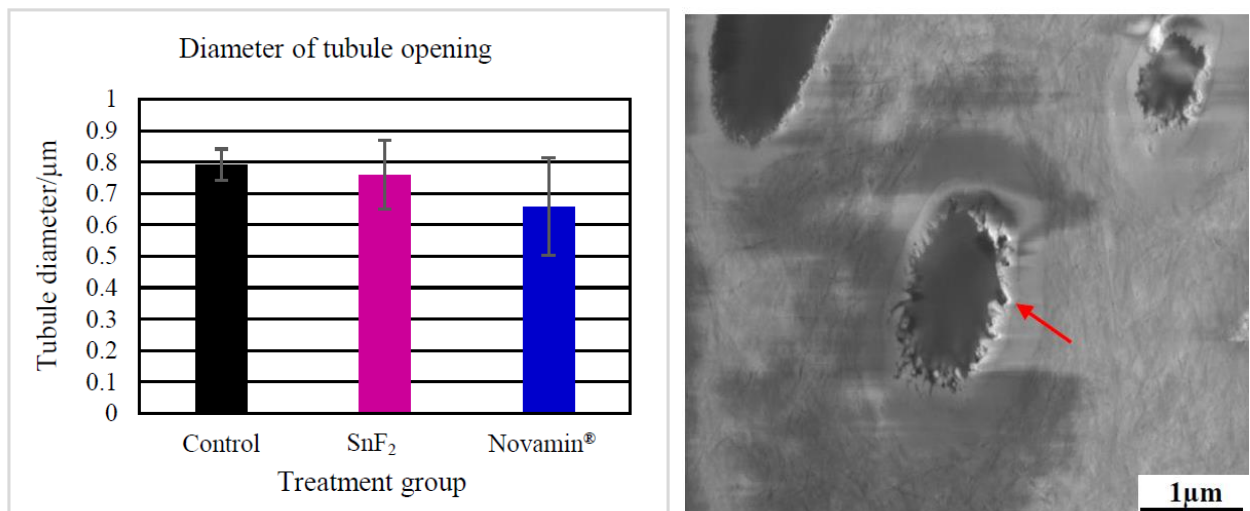 Diameter of tubule opening
Tubule diameter/µm
1
0.9
0.8
0.7
0.6
0.5
0.4
0.3
0.2
0.1
0
Control SnF₂ Novamin®
Treatment group
1µm